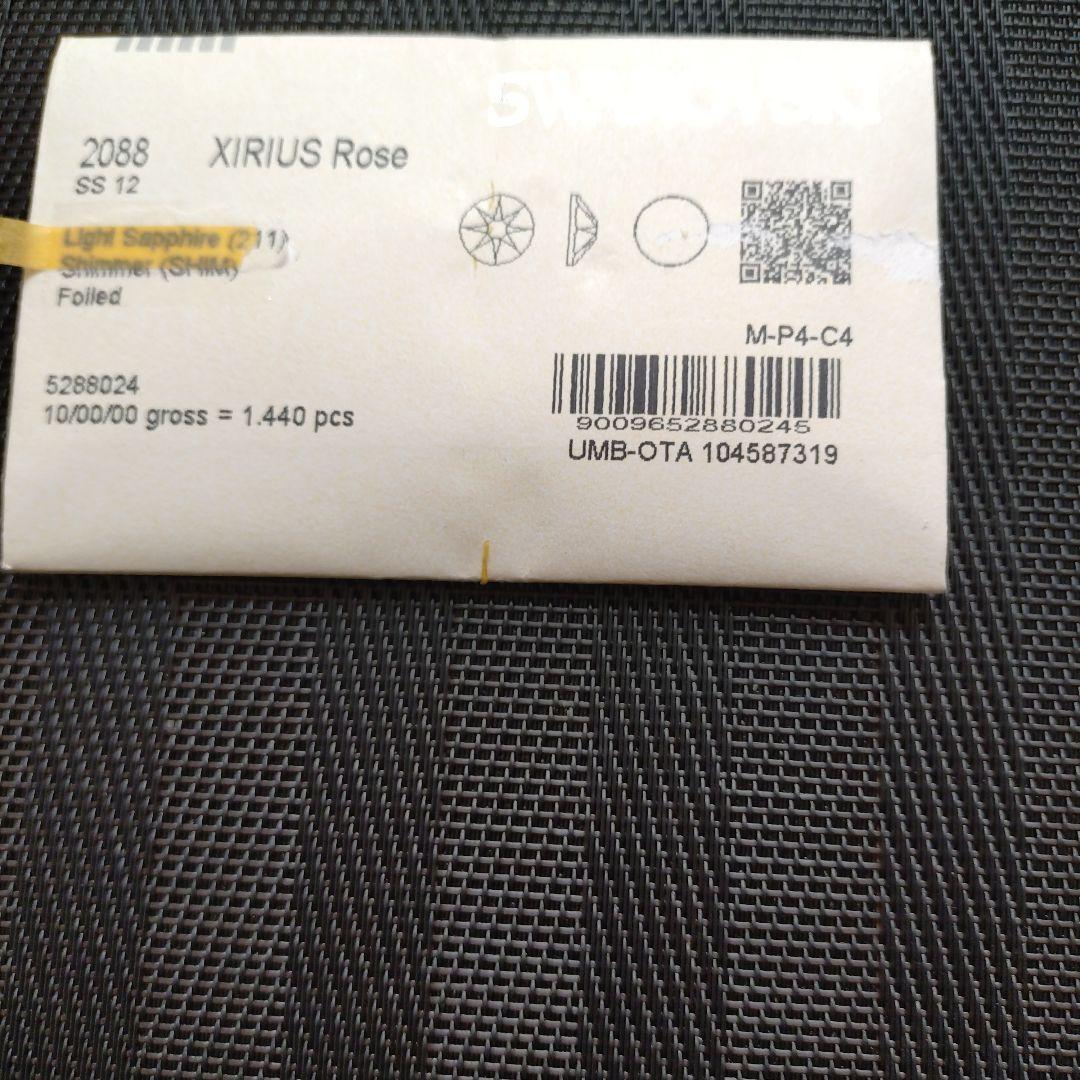 SWAROVSKI
2088 XIRIUS Rose
SS 12
Light Sapphire (211)
Shimmer (SHIM)
Foiled
M-P4-C4
5288024
10/00/00 gross = 1.440 pcs
9009652880245
UMB-OTA 104587319